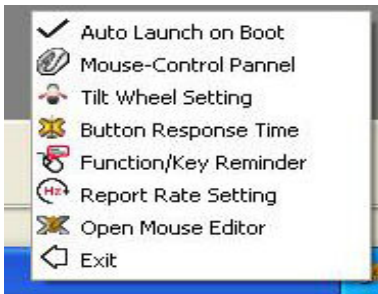 Auto Launch on Boot
Mouse-Control Pannel
Tilt Wheel Setting
Button Response Time
Function/Key Reminder
Hz
Report Rate Setting
Open Mouse Editor
Exit